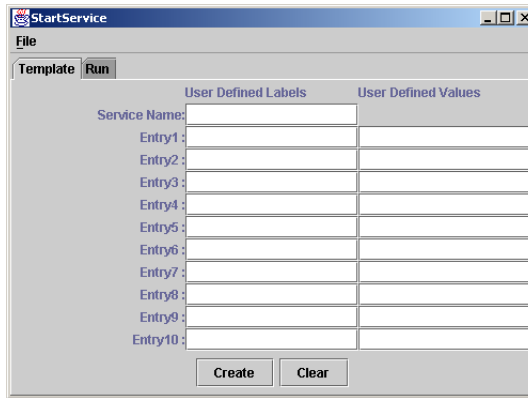 StartService
File
Template Run
User Defined Labels User Defined Values
Service Name:
Entry1 :
Entry2 :
Entry3 :
Entry4 :
Entry5 :
Entry6 :
Entry7 :
Entry8 :
Entry9 :
Entry10 :
Create Clear